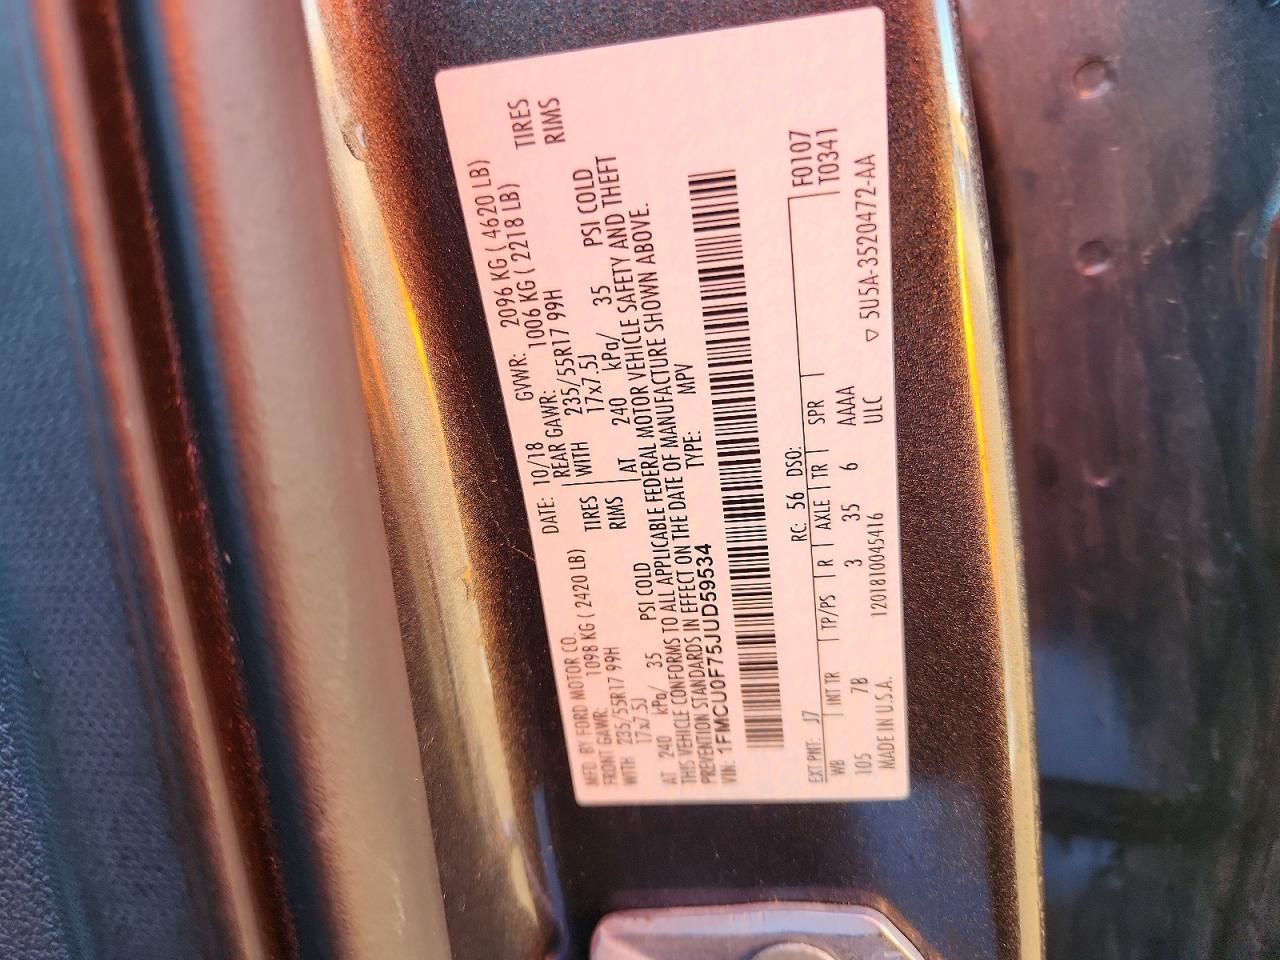 MFD. BY FORD MOTOR CO.
DATE: 10/18 GVWR: 2096 KG ( 4620 LB)
FRONT GAWR: 1098 KG ( 2420 LB) REAR GAWR: 1006 KG ( 2218 LB)
WITH 235/55R17 99H TIRES WITH 235/55R17 99H TIRES
17x7.5J RIMS 17x7.5J RIMS
AT 240 kPa/ 35 PSI COLD AT 240 kPa/ 35 PSI COLD
THIS VEHICLE CONFORMS TO ALL APPLICABLE FEDERAL MOTOR VEHICLE SAFETY AND THEFT
PREVENTION STANDARDS IN EFFECT ON THE DATE OF MANUFACTURE SHOWN ABOVE.
VIN: 1FMCU0F75JUD59534 TYPE: MPV
F0107
EXT PNT: J7 RC: 56 DSO: T0341
WB INT TR TP/PS R AXLE TR SPR
105 7B 3 35 6 AAAA ▽ 5U5A-3520472-AA
MADE IN U.S.A. 120181004S416 ULC